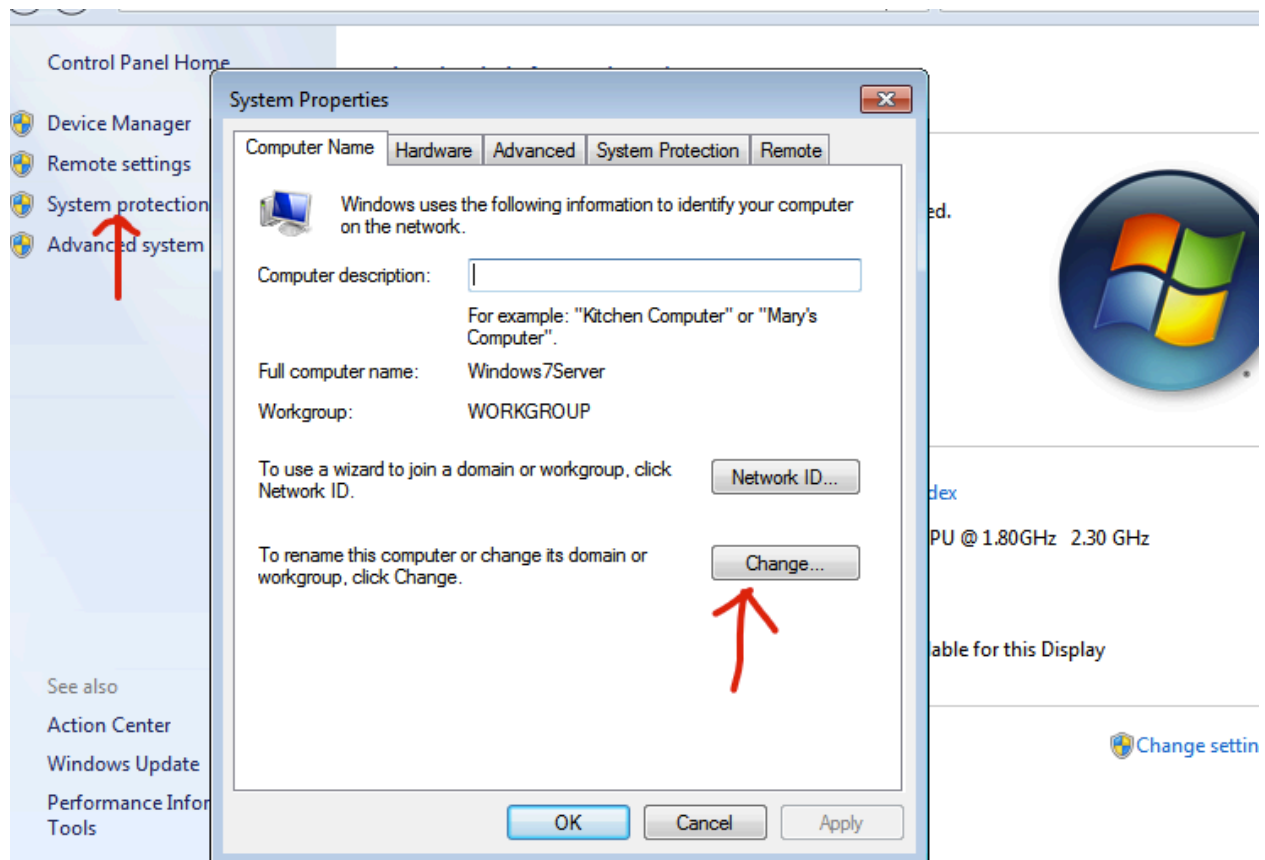 Control Panel Home
Device Manager
Remote settings
System protection
Advanced system
See also
Action Center
Windows Update
Performance Infor
Tools
System Properties
Computer Name
Hardware
Advanced
System Protection
Remote
Windows uses the following information to identify your computer
on the network.
Computer description:
For example: "Kitchen Computer" or "Mary's
Computer".
Full computer name: Windows7Server
Workgroup: WORKGROUP
To use a wizard to join a domain or workgroup, click
Network ID.
Network ID...
To rename this computer or change its domain or
workgroup, click Change.
Change...
OK
Cancel
Apply
ed.
dex
PU @ 1.80GHz 2.30 GHz
lable for this Display
Change settin